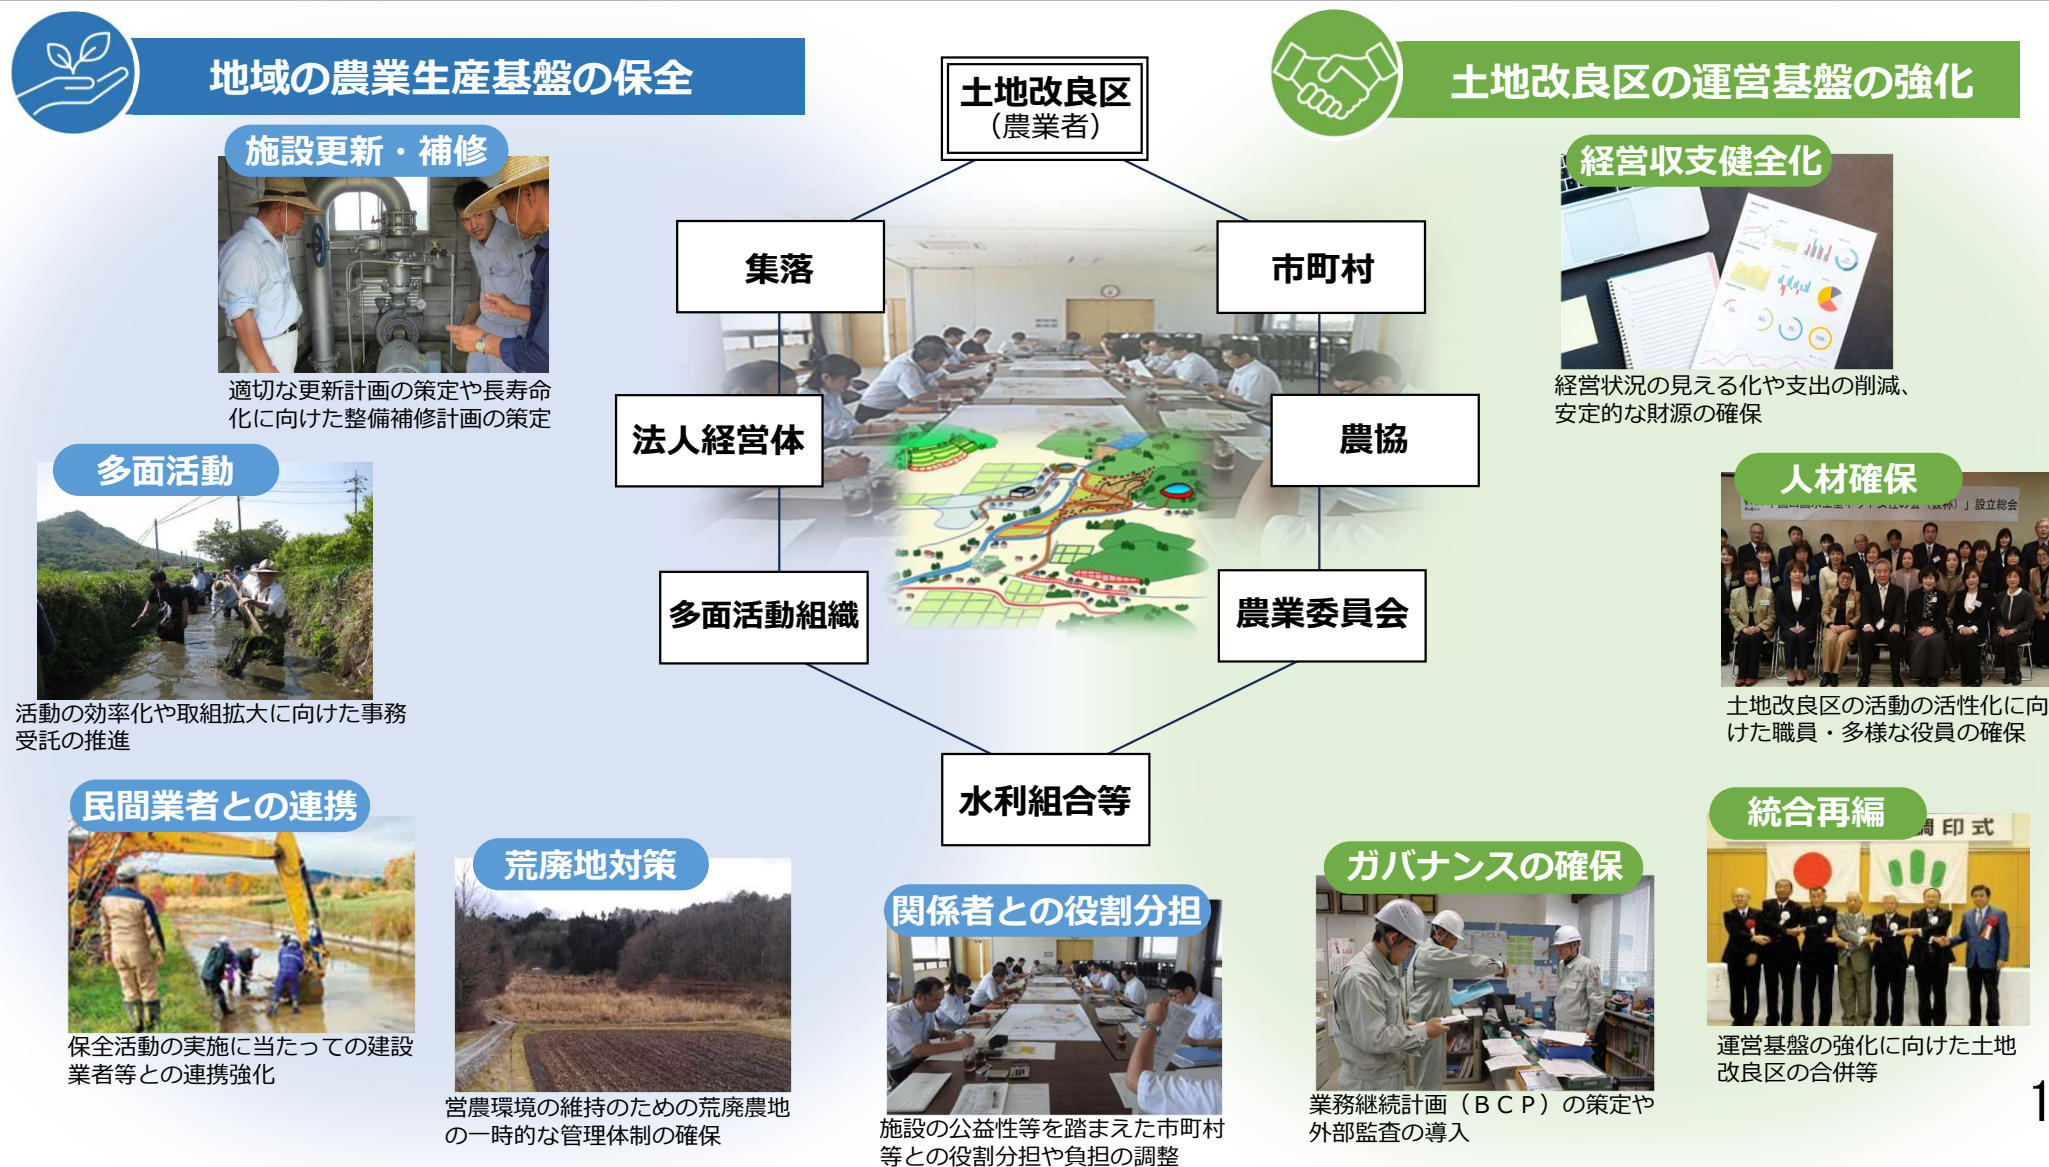 地域の農業生産基盤の保全
土地改良区の運営基盤の強化
土地改良区
（農業者）
集落
市町村
法人経営体
農協
多面活動組織
農業委員会
水利組合等
施設更新・補修
適切な更新計画の策定や長寿命
化に向けた整備補修計画の策定
多面活動
活動の効率化や取組拡大に向けた事務
受託の推進
民間業者との連携
保全活動の実施に当たっての建設
業者等との連携強化
荒廃地対策
営農環境の維持のための荒廃農地
の一時的な管理体制の確保
関係者との役割分担
施設の公益性等を踏まえた市町村
等との役割分担や負担の調整
経営収支健全化
経営状況の見える化や支出の削減、
安定的な財源の確保
人材確保
」設立総会
土地改良区の活動の活性化に向
けた職員・多様な役員の確保
統合再編
調印式
運営基盤の強化に向けた土地
改良区の合併等
ガバナンスの確保
業務継続計画（ＢＣＰ）の策定や
外部監査の導入
1